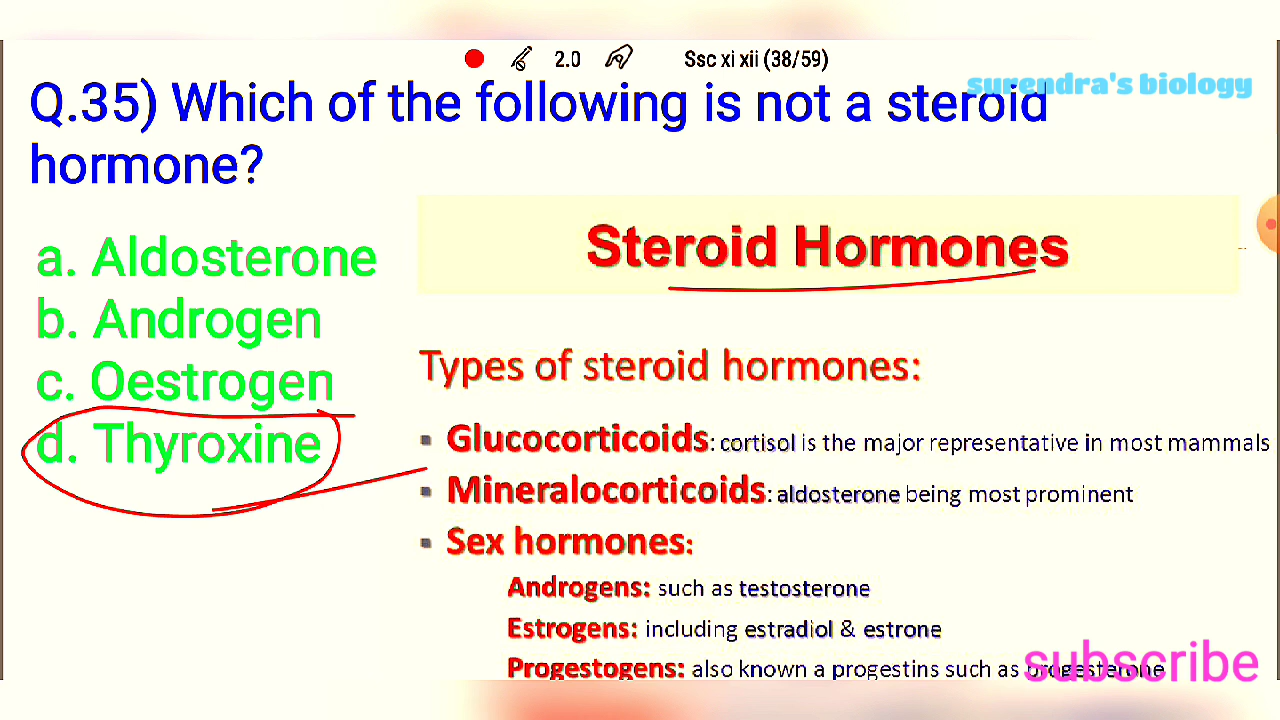 2.0 Ssc xi xii (38/59)
surendra's biology
Q.35) Which of the following is not a steroid
hormone?
a. Aldosterone
b. Androgen
c. Oestrogen
d. Thyroxine
Steroid Hormones
Types of steroid hormones:
Glucocorticoids: cortisol is the major representative in most mammals
Mineralocorticoids: aldosterone being most prominent
Sex hormones:
Androgens: such as testosterone
Estrogens: including estradiol & estrone
Progestogens: also known a progestins such as progesterone
subscribe